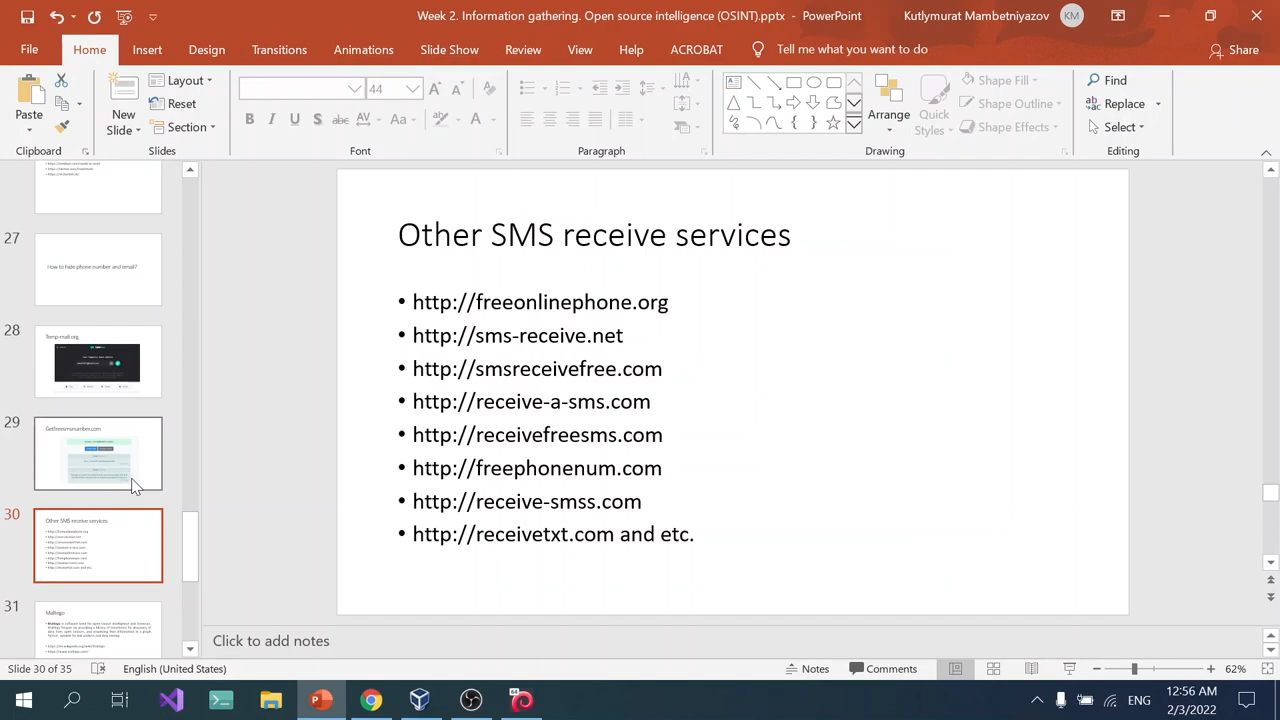 Week 2. Information gathering. Open source intelligence (OSINT).pptx - PowerPoint
Kutlymurat Mambetniyazov
KM
File
Home
Insert
Design
Transitions
Animations
Slide Show
Review
View
Help
ACROBAT
Tell me what you want to do
Share
Paste
New
Slide
Layout
Reset
Section
44
Arrange
Quick
Styles
Shape Fill
Shape Outline
Shape Effects
Find
Replace
Select
Clipboard
Slides
Font
Paragraph
Drawing
Editing
27
How to hide phone number and email?
28
Temp-mail.org
29
Getfreesmsnumber.com
30
Other SMS receive services
31
Maltego
Other SMS receive services
• http://freeonlinephone.org
• http://sms-receive.net
• http://smsreceivefree.com
• http://receive-a-sms.com
• http://receivefreesms.com
• http://freephonenum.com
• http://receive-smss.com
• http://receivetxt.com and etc.
Click to add notes
Slide 30 of 35
English (United States)
Notes
Comments
62%
ENG
12:56 AM
2/3/2022